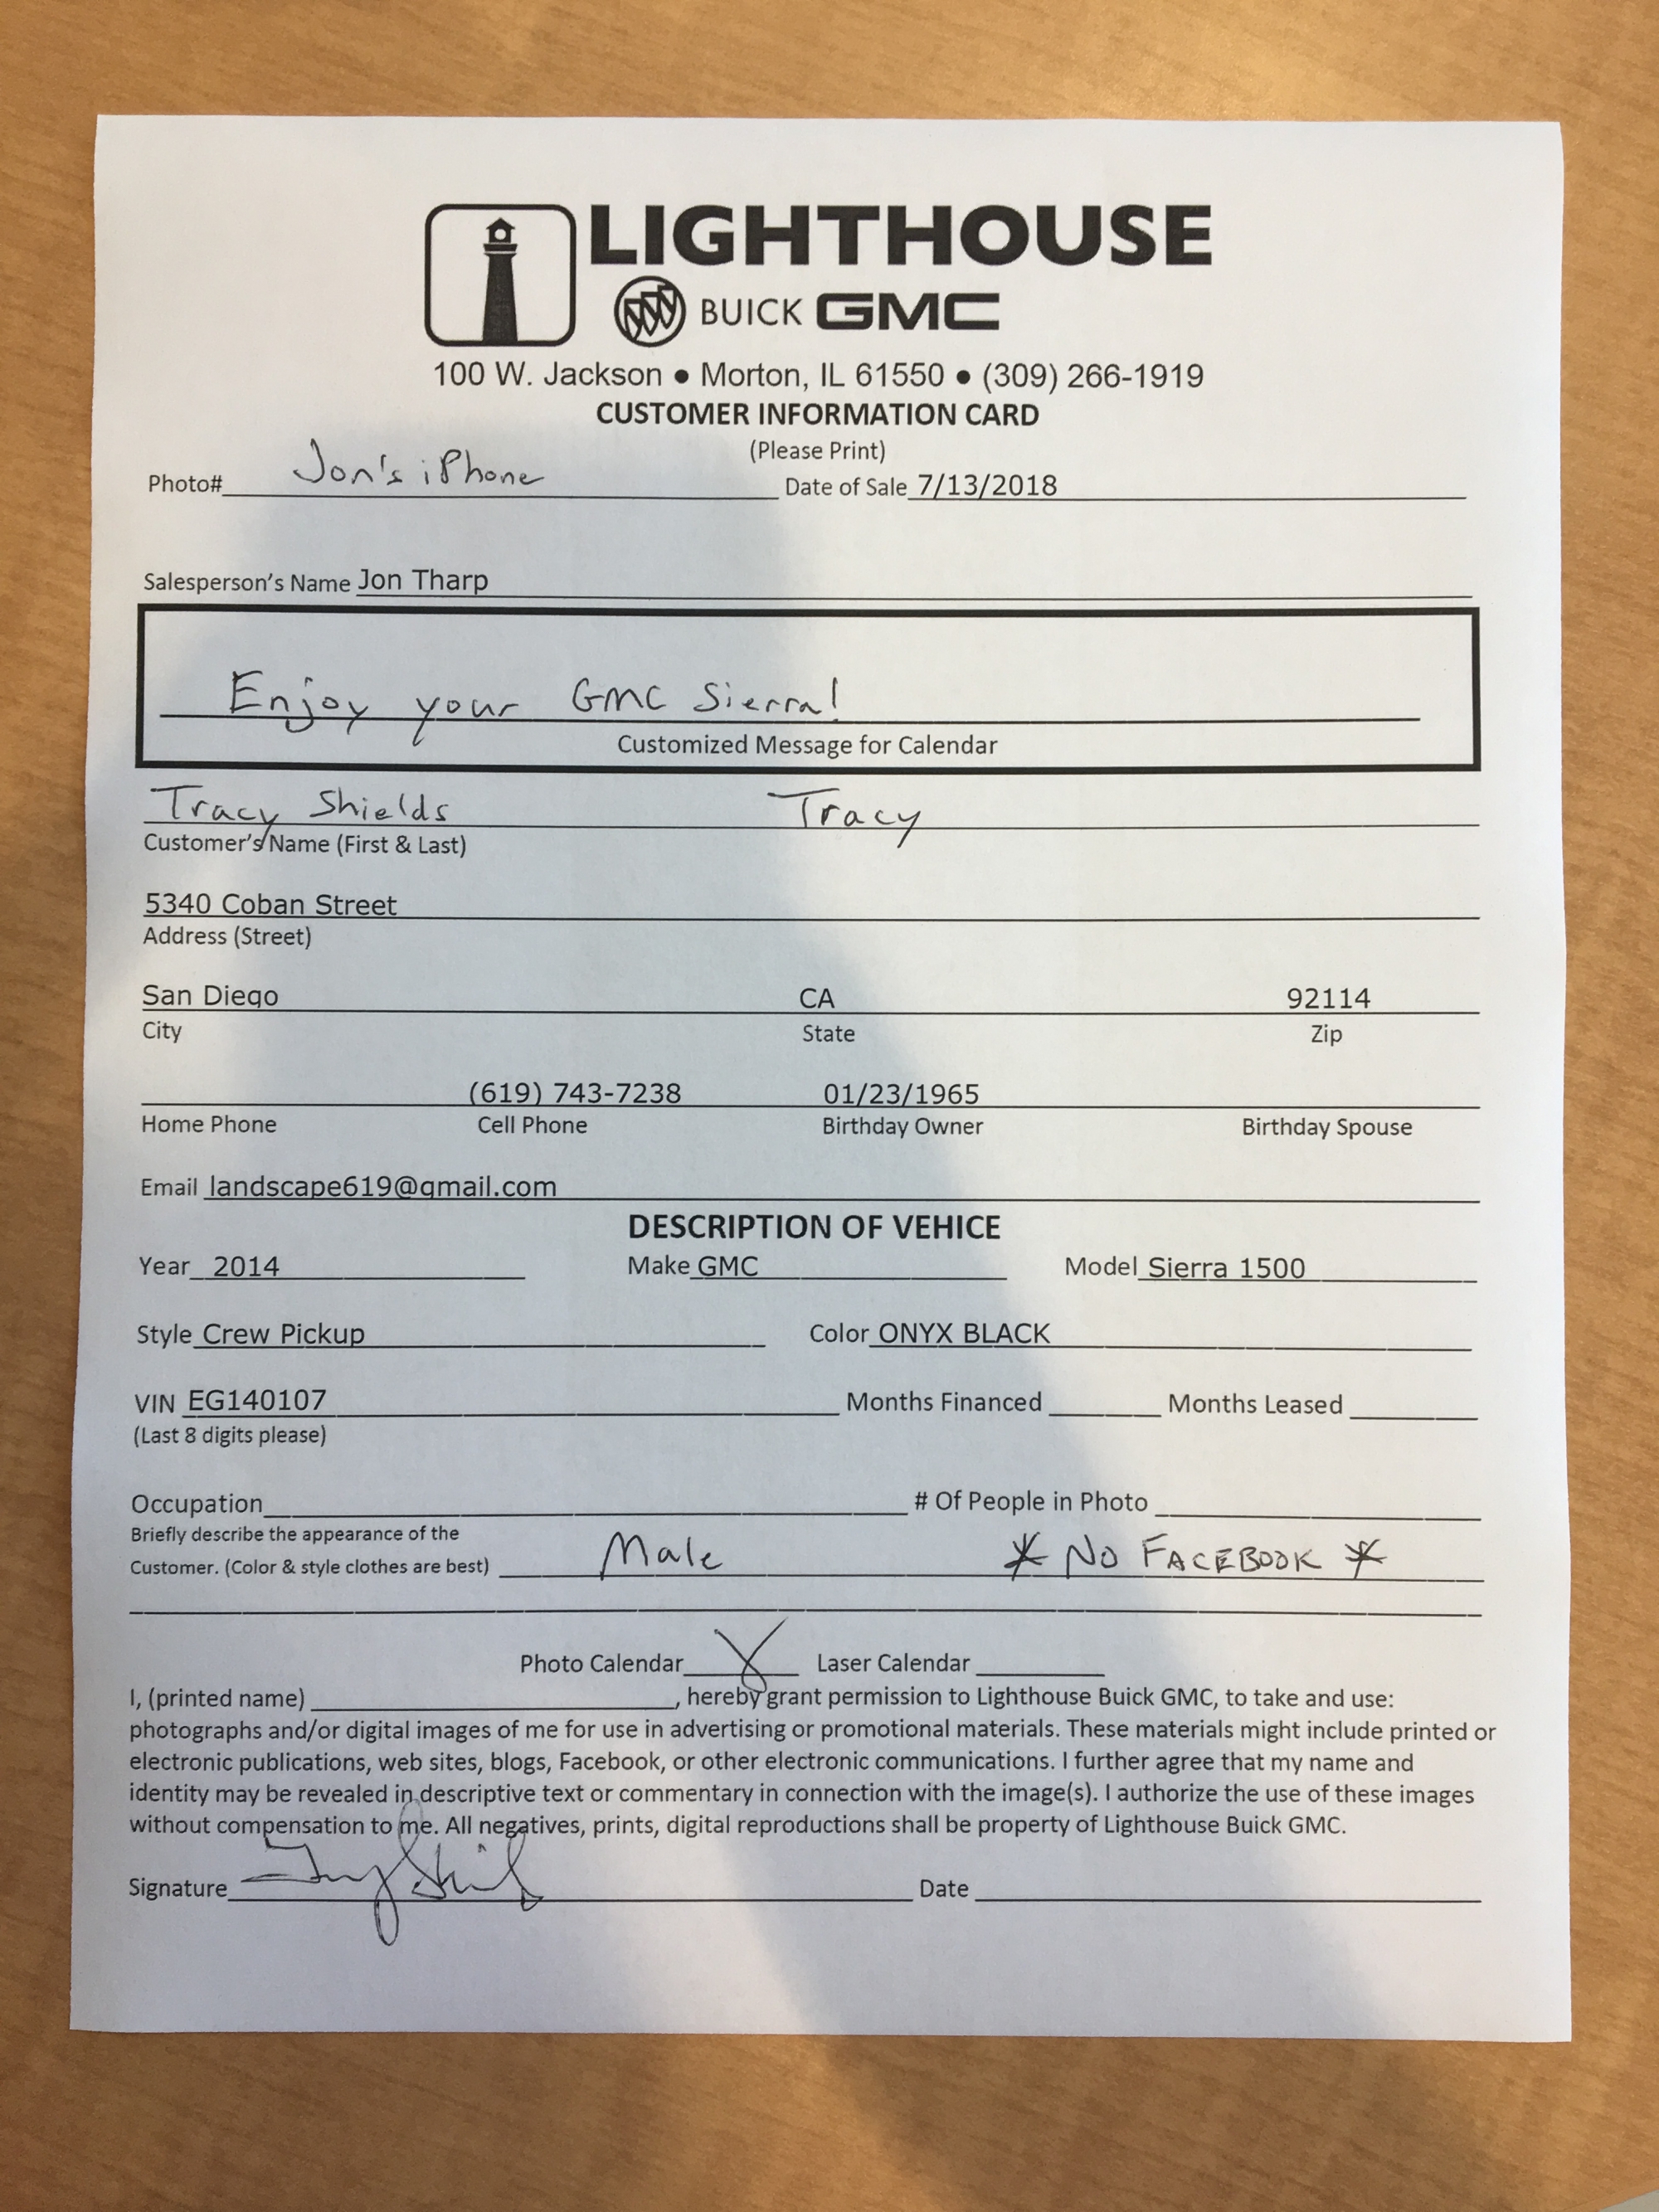 LIGHTHOUSE
BUICK GMC
100 W. Jackson ● Morton, IL 61550 ● (309) 266-1919
CUSTOMER INFORMATION CARD
(Please Print)
Photo# Jon's iPhone Date of Sale 7/13/2018
Salesperson's Name Jon Tharp
Enjoy your GMC Sierra!
Customized Message for Calendar
Tracy Shields Tracy
Customer's Name (First & Last)
5340 Coban Street
Address (Street)
San Diego CA 92114
City State Zip
(619) 743-7238 01/23/1965
Home Phone Cell Phone Birthday Owner Birthday Spouse
Email landscape619@gmail.com
DESCRIPTION OF VEHICE
Year 2014 Make GMC Model Sierra 1500
Style Crew Pickup Color ONYX BLACK
VIN EG140107 Months Financed Months Leased
(Last 8 digits please)
Occupation # Of People in Photo
Briefly describe the appearance of the
Customer. (Color & style clothes are best) Male * NO FACEBOOK *
Photo Calendar X Laser Calendar
I, (printed name) , hereby grant permission to Lighthouse Buick GMC, to take and use:
photographs and/or digital images of me for use in advertising or promotional materials. These materials might include printed or
electronic publications, web sites, blogs, Facebook, or other electronic communications. I further agree that my name and
identity may be revealed in descriptive text or commentary in connection with the image(s). I authorize the use of these images
without compensation to me. All negatives, prints, digital reproductions shall be property of Lighthouse Buick GMC.
Signature Tracy Shields Date